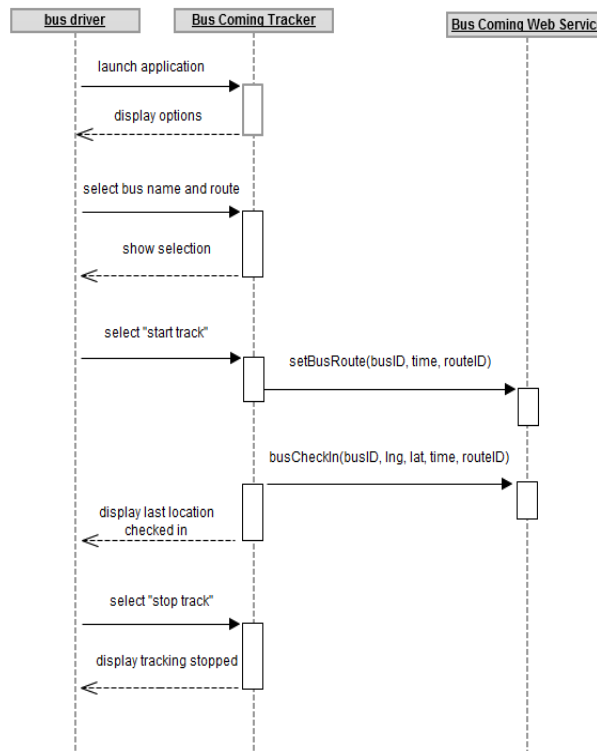 bus driver
Bus Coming Tracker
Bus Coming Web Servic
launch application
display options
select bus name and route
show selection
select "start track"
setBusRoute(busID, time, routeID)
busCheckIn(busID, lng, lat, time, routeID)
display last location
checked in
select "stop track"
display tracking stopped